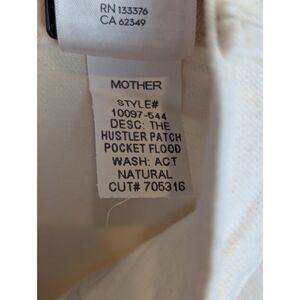 RN 133376
CA 62349
MOTHER
STYLE#
10097-544
DESC: THE
HUSTLER PATCH
POCKET FLOOD
WASH: ACT
NATURAL
CUT# 705316